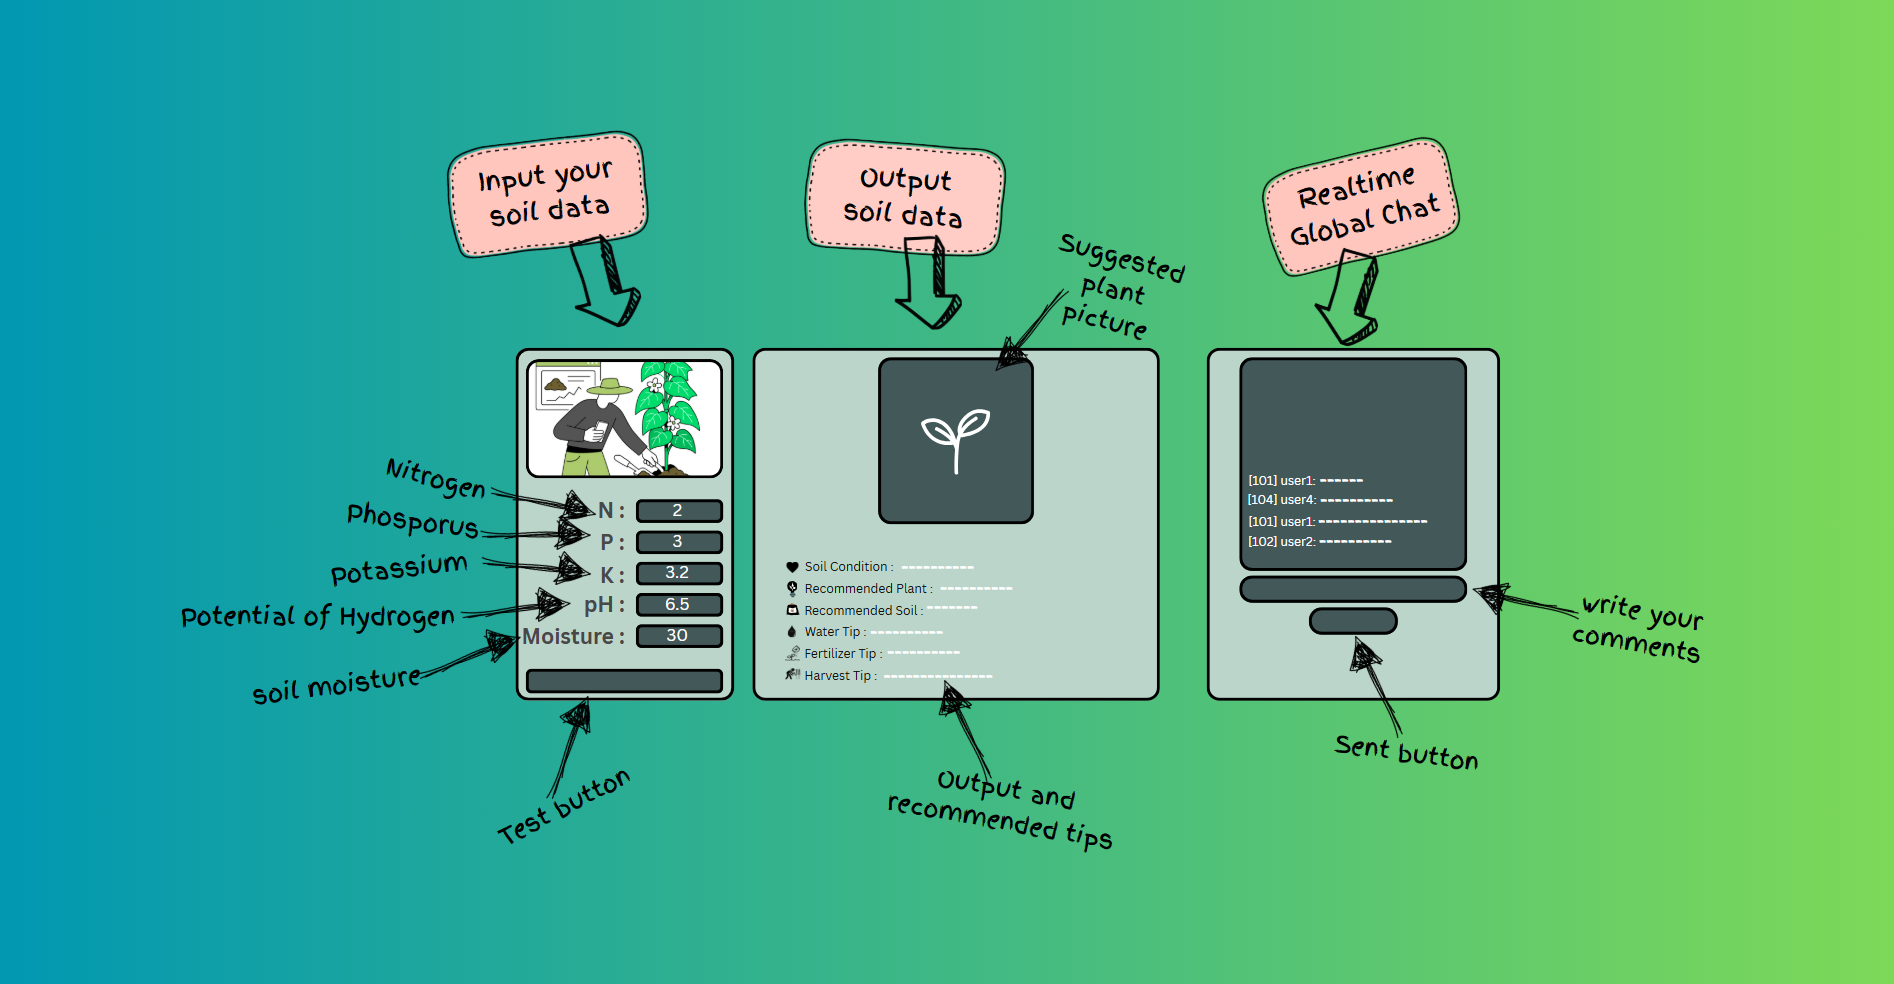 Input your
soil data
Output
soil data
Realtime
Global Chat
Suggested
plant
picture
Nitrogen
Phosporus
Potassium
Potential of Hydrogen
soil moisture
N : 2
P : 3
K : 3.2
pH : 6.5
Moisture : 30
Test button
Soil Condition :
Recommended Plant :
Recommended Soil :
Water Tip :
Fertilizer Tip :
Harvest Tip :
Output and
recommended tips
[101] user1:
[104] user4:
[101] user1:
[102] user2:
write your
comments
Sent button